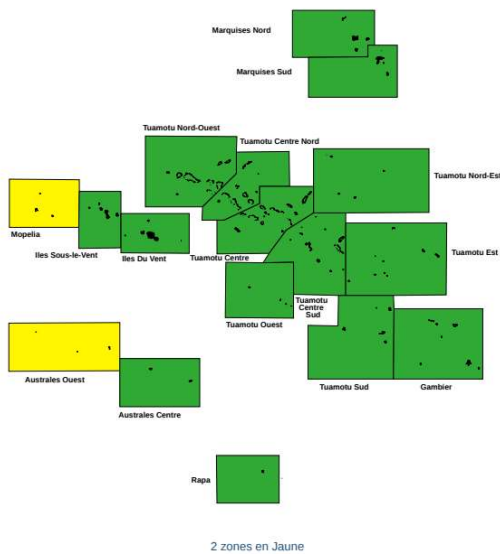 Marquises Nord
Marquises Sud
Tuamotu Nord-Ouest
Tuamotu Centre Nord
Tuamotu Nord-Est
Mopelia
Iles Sous-le-Vent
Iles Du Vent
Tuamotu Centre
Tuamotu Est
Tuamotu
Centre
Sud
Tuamotu Ouest
Australes Ouest
Tuamotu Sud
Gambier
Australes Centre
Rapa
2 zones en Jaune